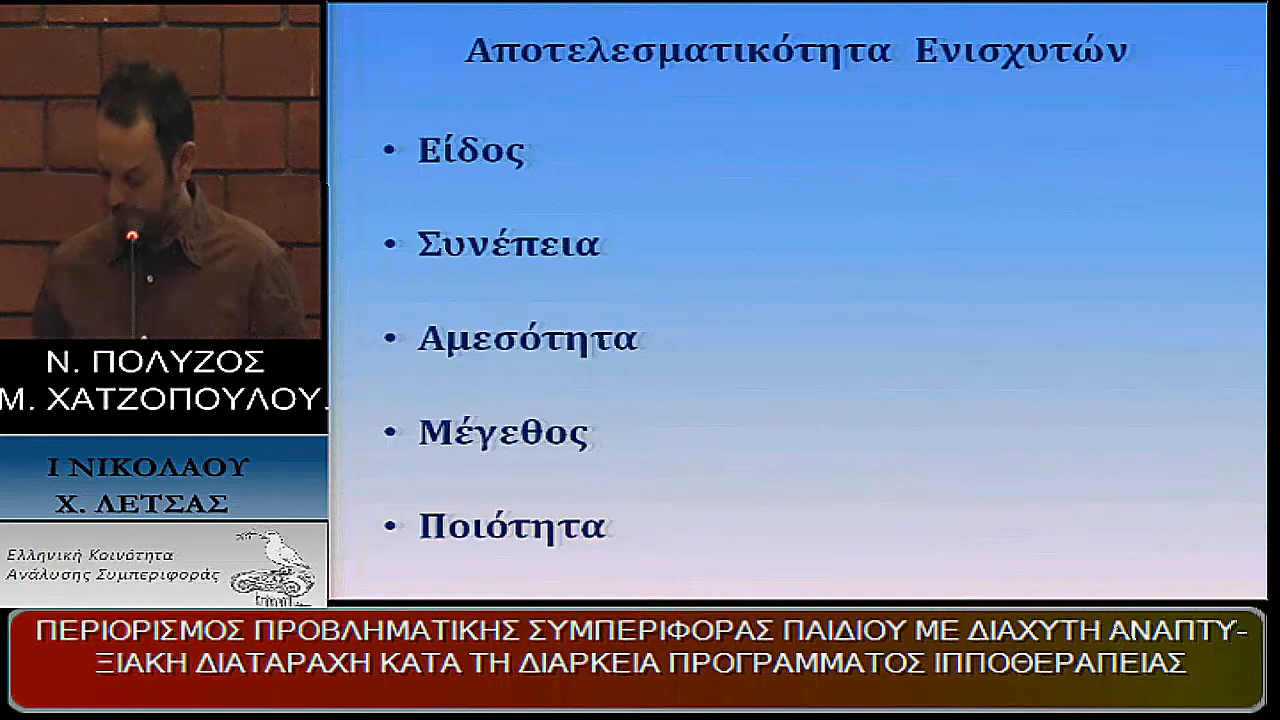 Αποτελεσματικότητα Ενισχυτών
• Είδος
• Συνέπεια
• Αμεσότητα
• Μέγεθος
• Ποιότητα
Ν. ΠΟΛΥΖΟΣ
Μ. ΧΑΤΖΟΠΟΥΛΟΥ.
Ι ΝΙΚΟΛΑΟΥ
Χ. ΛΕΤΣΑΣ
Ελληνική Κοινότητα
Ανάλυσης Συμπεριφοράς
ΠΕΡΙΟΡΙΣΜΟΣ ΠΡΟΒΛΗΜΑΤΙΚΗΣ ΣΥΜΠΕΡΙΦΟΡΑΣ ΠΑΙΔΙΟΥ ΜΕ ΔΙΑΧΥΤΗ ΑΝΑΠΤΥ-
ΞΙΑΚΗ ΔΙΑΤΑΡΑΧΗ ΚΑΤΑ ΤΗ ΔΙΑΡΚΕΙΑ ΠΡΟΓΡΑΜΜΑΤΟΣ ΙΠΠΟΘΕΡΑΠΕΙΑΣ